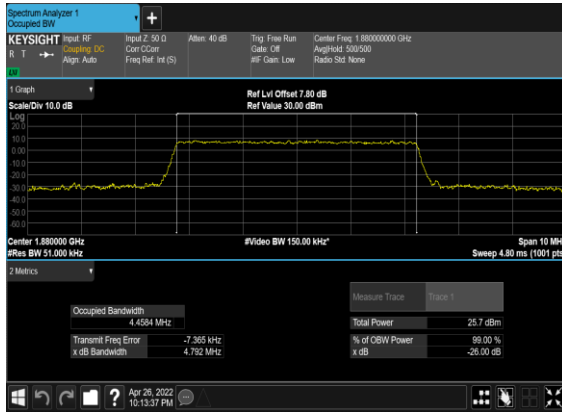 Spectrum Analyzer 1
Occupied BW
+
KEYSIGHT
R T
LXI
Input: RF
Coupling: DC
Align: Auto
Input Z: 50 Ω
Corr CCorr
Freq Ref: Int (S)
Atten: 40 dB
Trig: Free Run
Gate: Off
#IF Gain: Low
Center Freq: 1.880000000 GHz
Avg|Hold: 500/500
Radio Std: None
1 Graph
Scale/Div 10.0 dB
Ref Lvl Offset 7.80 dB
Ref Value 30.00 dBm
Log
20.0
10.0
0.00
-10.0
-20.0
-30.0
-40.0
-50.0
-60.0
Center 1.880000 GHz
#Res BW 51.000 kHz
#Video BW 150.00 kHz*
Span 10 MH
Sweep 4.80 ms (1001 pts
2 Metrics
Measure Trace Trace 1
Occupied Bandwidth
4.4584 MHz
Total Power 25.7 dBm
Transmit Freq Error -7.365 kHz
% of OBW Power 99.00 %
x dB Bandwidth 4.792 MHz
x dB -26.00 dB
?
Apr 26, 2022
10:13:37 PM